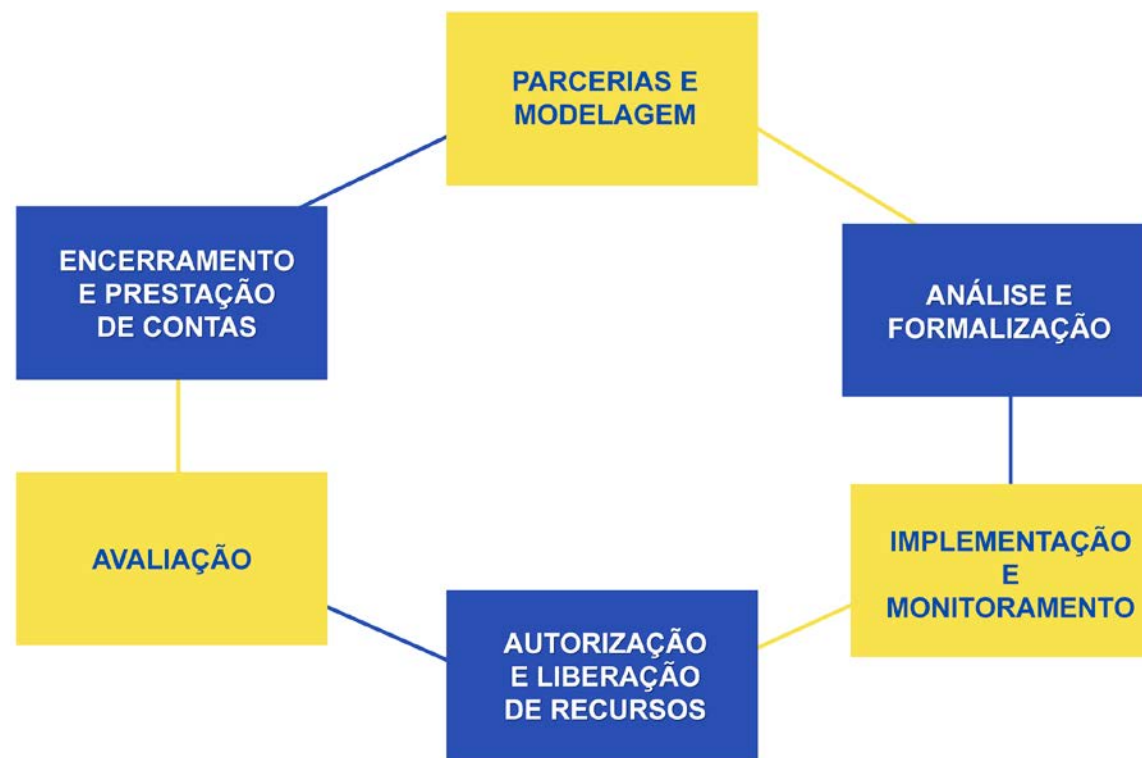 PARCERIAS E
MODELAGEM
ANÁLISE E
FORMALIZAÇÃO
IMPLEMENTAÇÃO
E
MONITORAMENTO
AUTORIZAÇÃO
E LIBERAÇÃO
DE RECURSOS
AVALIAÇÃO
ENCERRAMENTO
E PRESTAÇÃO
DE CONTAS